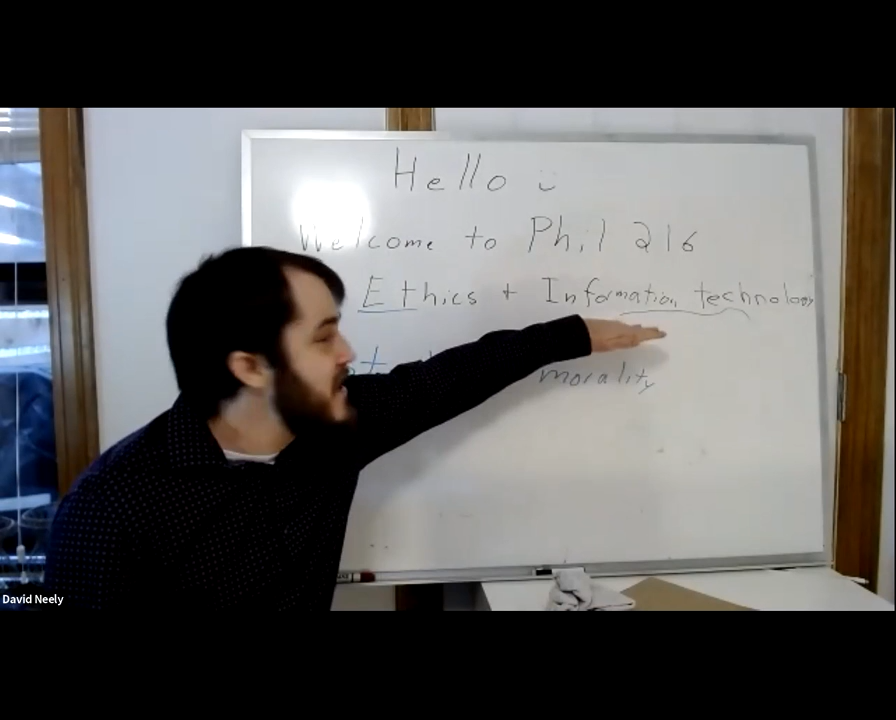 Hello
Welcome to Phil 216
Ethics + Information technology
morality
David Neely